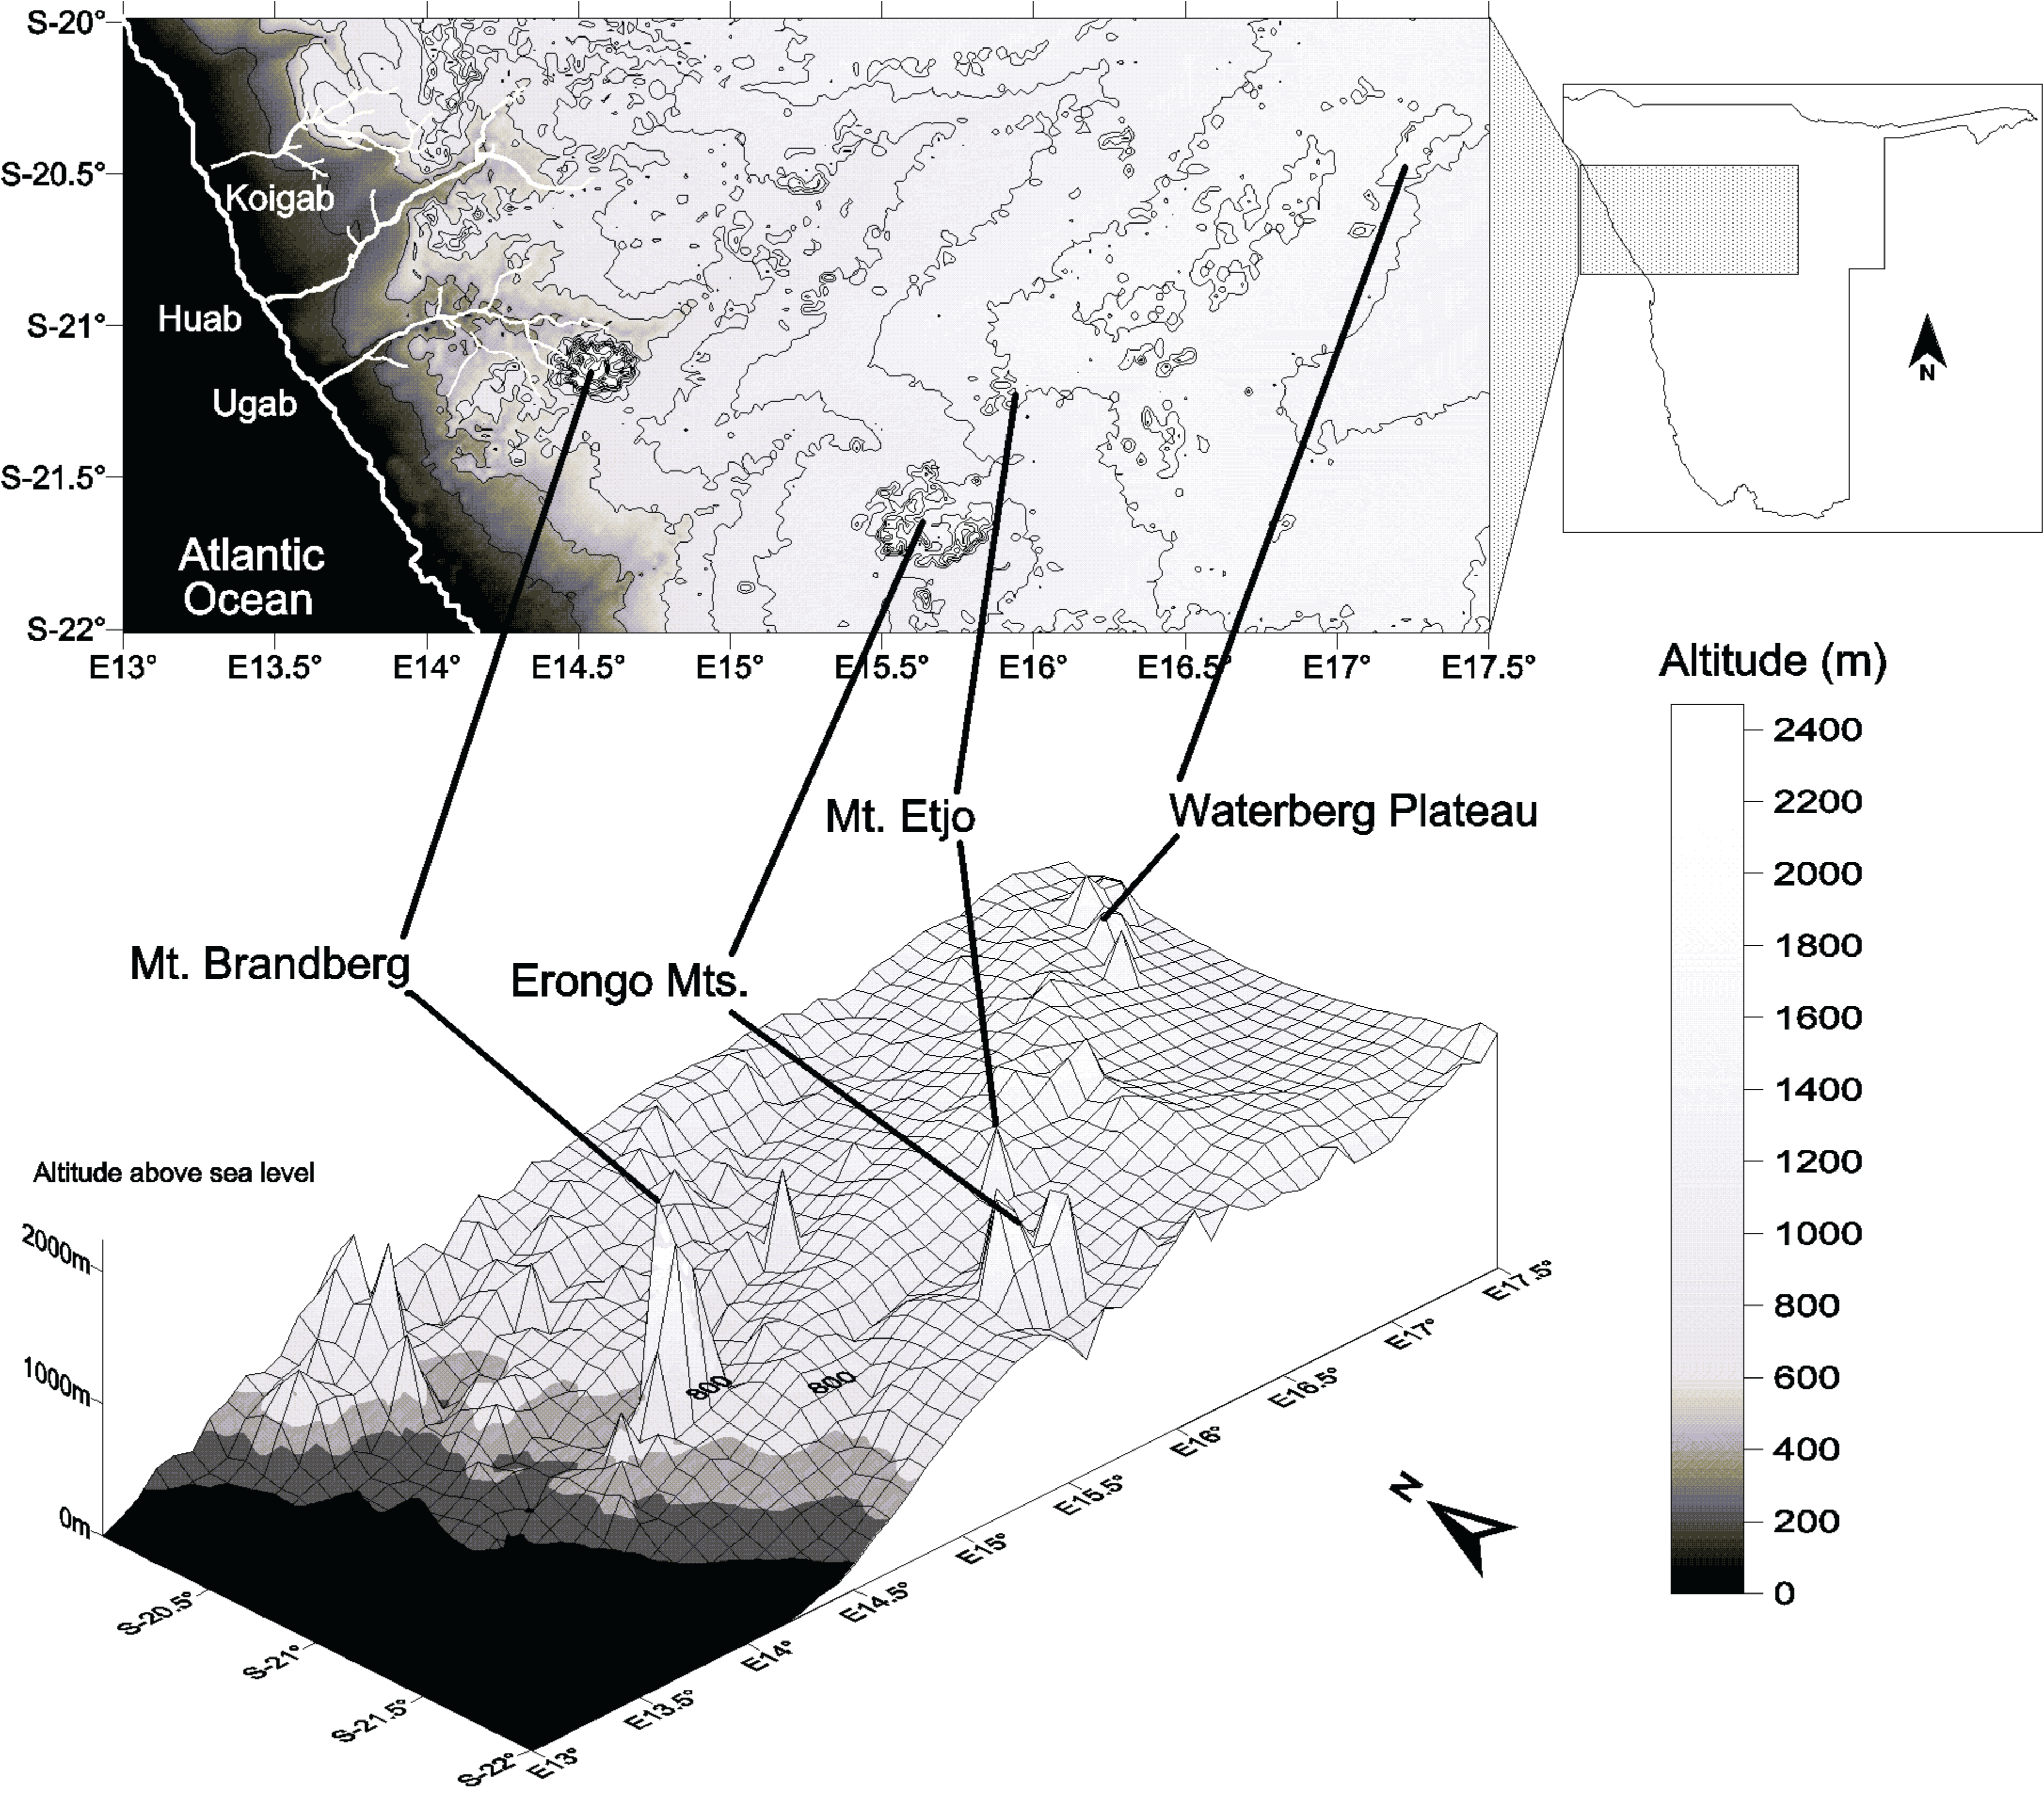 S-20°
S-20.5°
S-21°
S-21.5°
S-22°
Koigab
Huab
Ugab
Atlantic
Ocean
E13° E13.5° E14° E14.5° E15° E15.5° E16° E16.5° E17° E17.5°
N
Altitude (m)
2400
2200
2000
1800
1600
1400
1200
1000
800
600
400
200
0
Mt. Etjo
Waterberg Plateau
Mt. Brandberg
Erongo Mts.
Altitude above sea level
2000m
1000m
0m
800 800
S-20.5°
S-21°
S-21.5°
S-22°
E13°
E13.5°
E14°
E14.5°
E15°
E15.5°
E16°
E16.5°
E17°
E17.5°
N